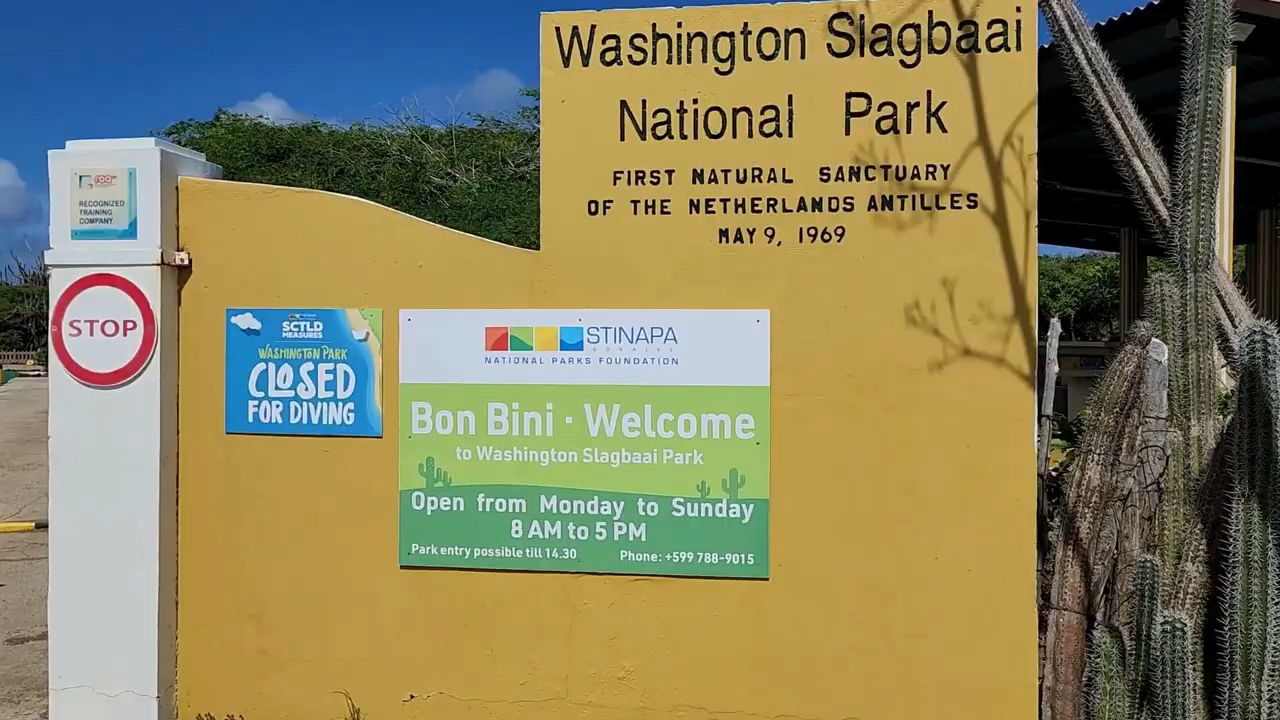 Washington Slagbaai
National Park
FIRST NATURAL SANCTUARY
OF THE NETHERLANDS ANTILLES
MAY 9, 1969
RECOGNIZED
TRAINING
COMPANY
STOP
SCTLD
MEASURES
WASHINGTON PARK
CLOSED
FOR DIVING
STINAPA
BONAIRE
NATIONAL PARKS FOUNDATION
Bon Bini · Welcome
to Washington Slagbaai Park
Open from Monday to Sunday
8 AM to 5 PM
Park entry possible till 14.30
Phone: +599 788-9015